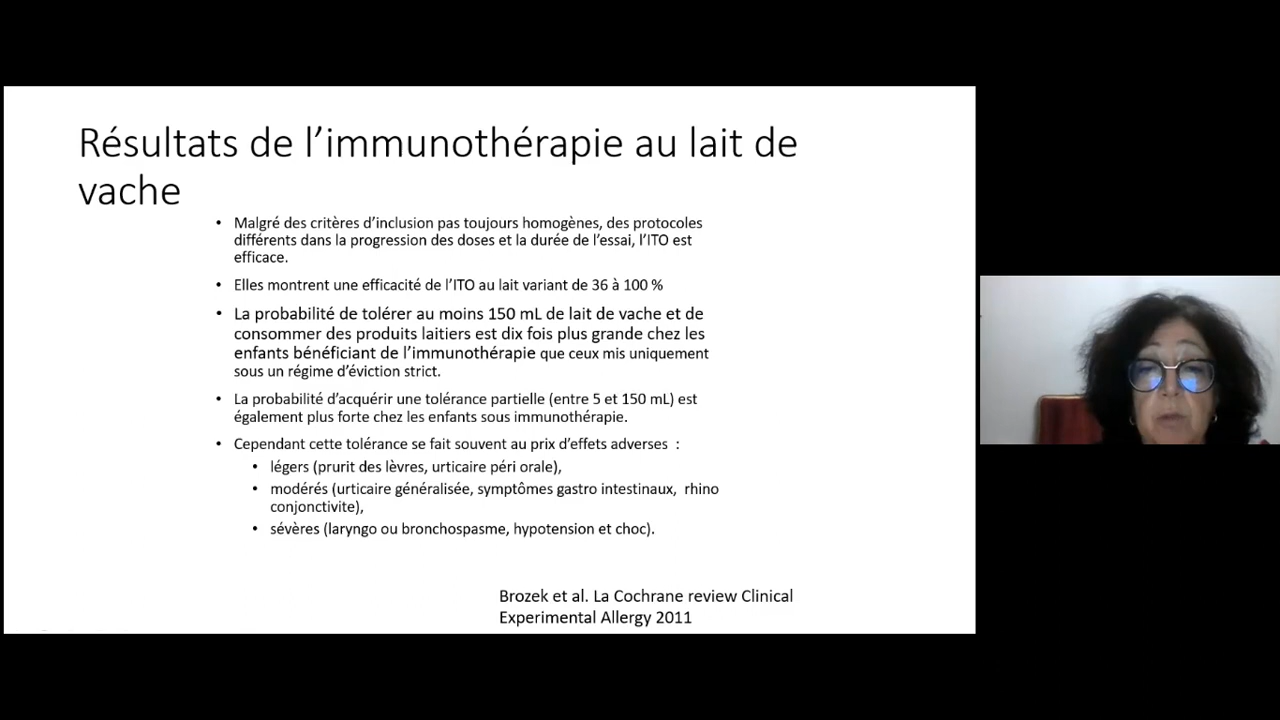 Résultats de l’immunothérapie au lait de
vache
• Malgré des critères d’inclusion pas toujours homogènes, des protocoles
différents dans la progression des doses et la durée de l’essai, l’ITO est
efficace.
• Elles montrent une efficacité de l’ITO au lait variant de 36 à 100 %
• La probabilité de tolérer au moins 150 mL de lait de vache et de
consommer des produits laitiers est dix fois plus grande chez les
enfants bénéficiant de l’immunothérapie que ceux mis uniquement
sous un régime d’éviction strict.
• La probabilité d’acquérir une tolérance partielle (entre 5 et 150 mL) est
également plus forte chez les enfants sous immunothérapie.
• Cependant cette tolérance se fait souvent au prix d’effets adverses :
• légers (prurit des lèvres, urticaire péri orale),
• modérés (urticaire généralisée, symptômes gastro intestinaux, rhino
conjonctivite),
• sévères (laryngo ou bronchospasme, hypotension et choc).
Brozek et al. La Cochrane review Clinical
Experimental Allergy 2011